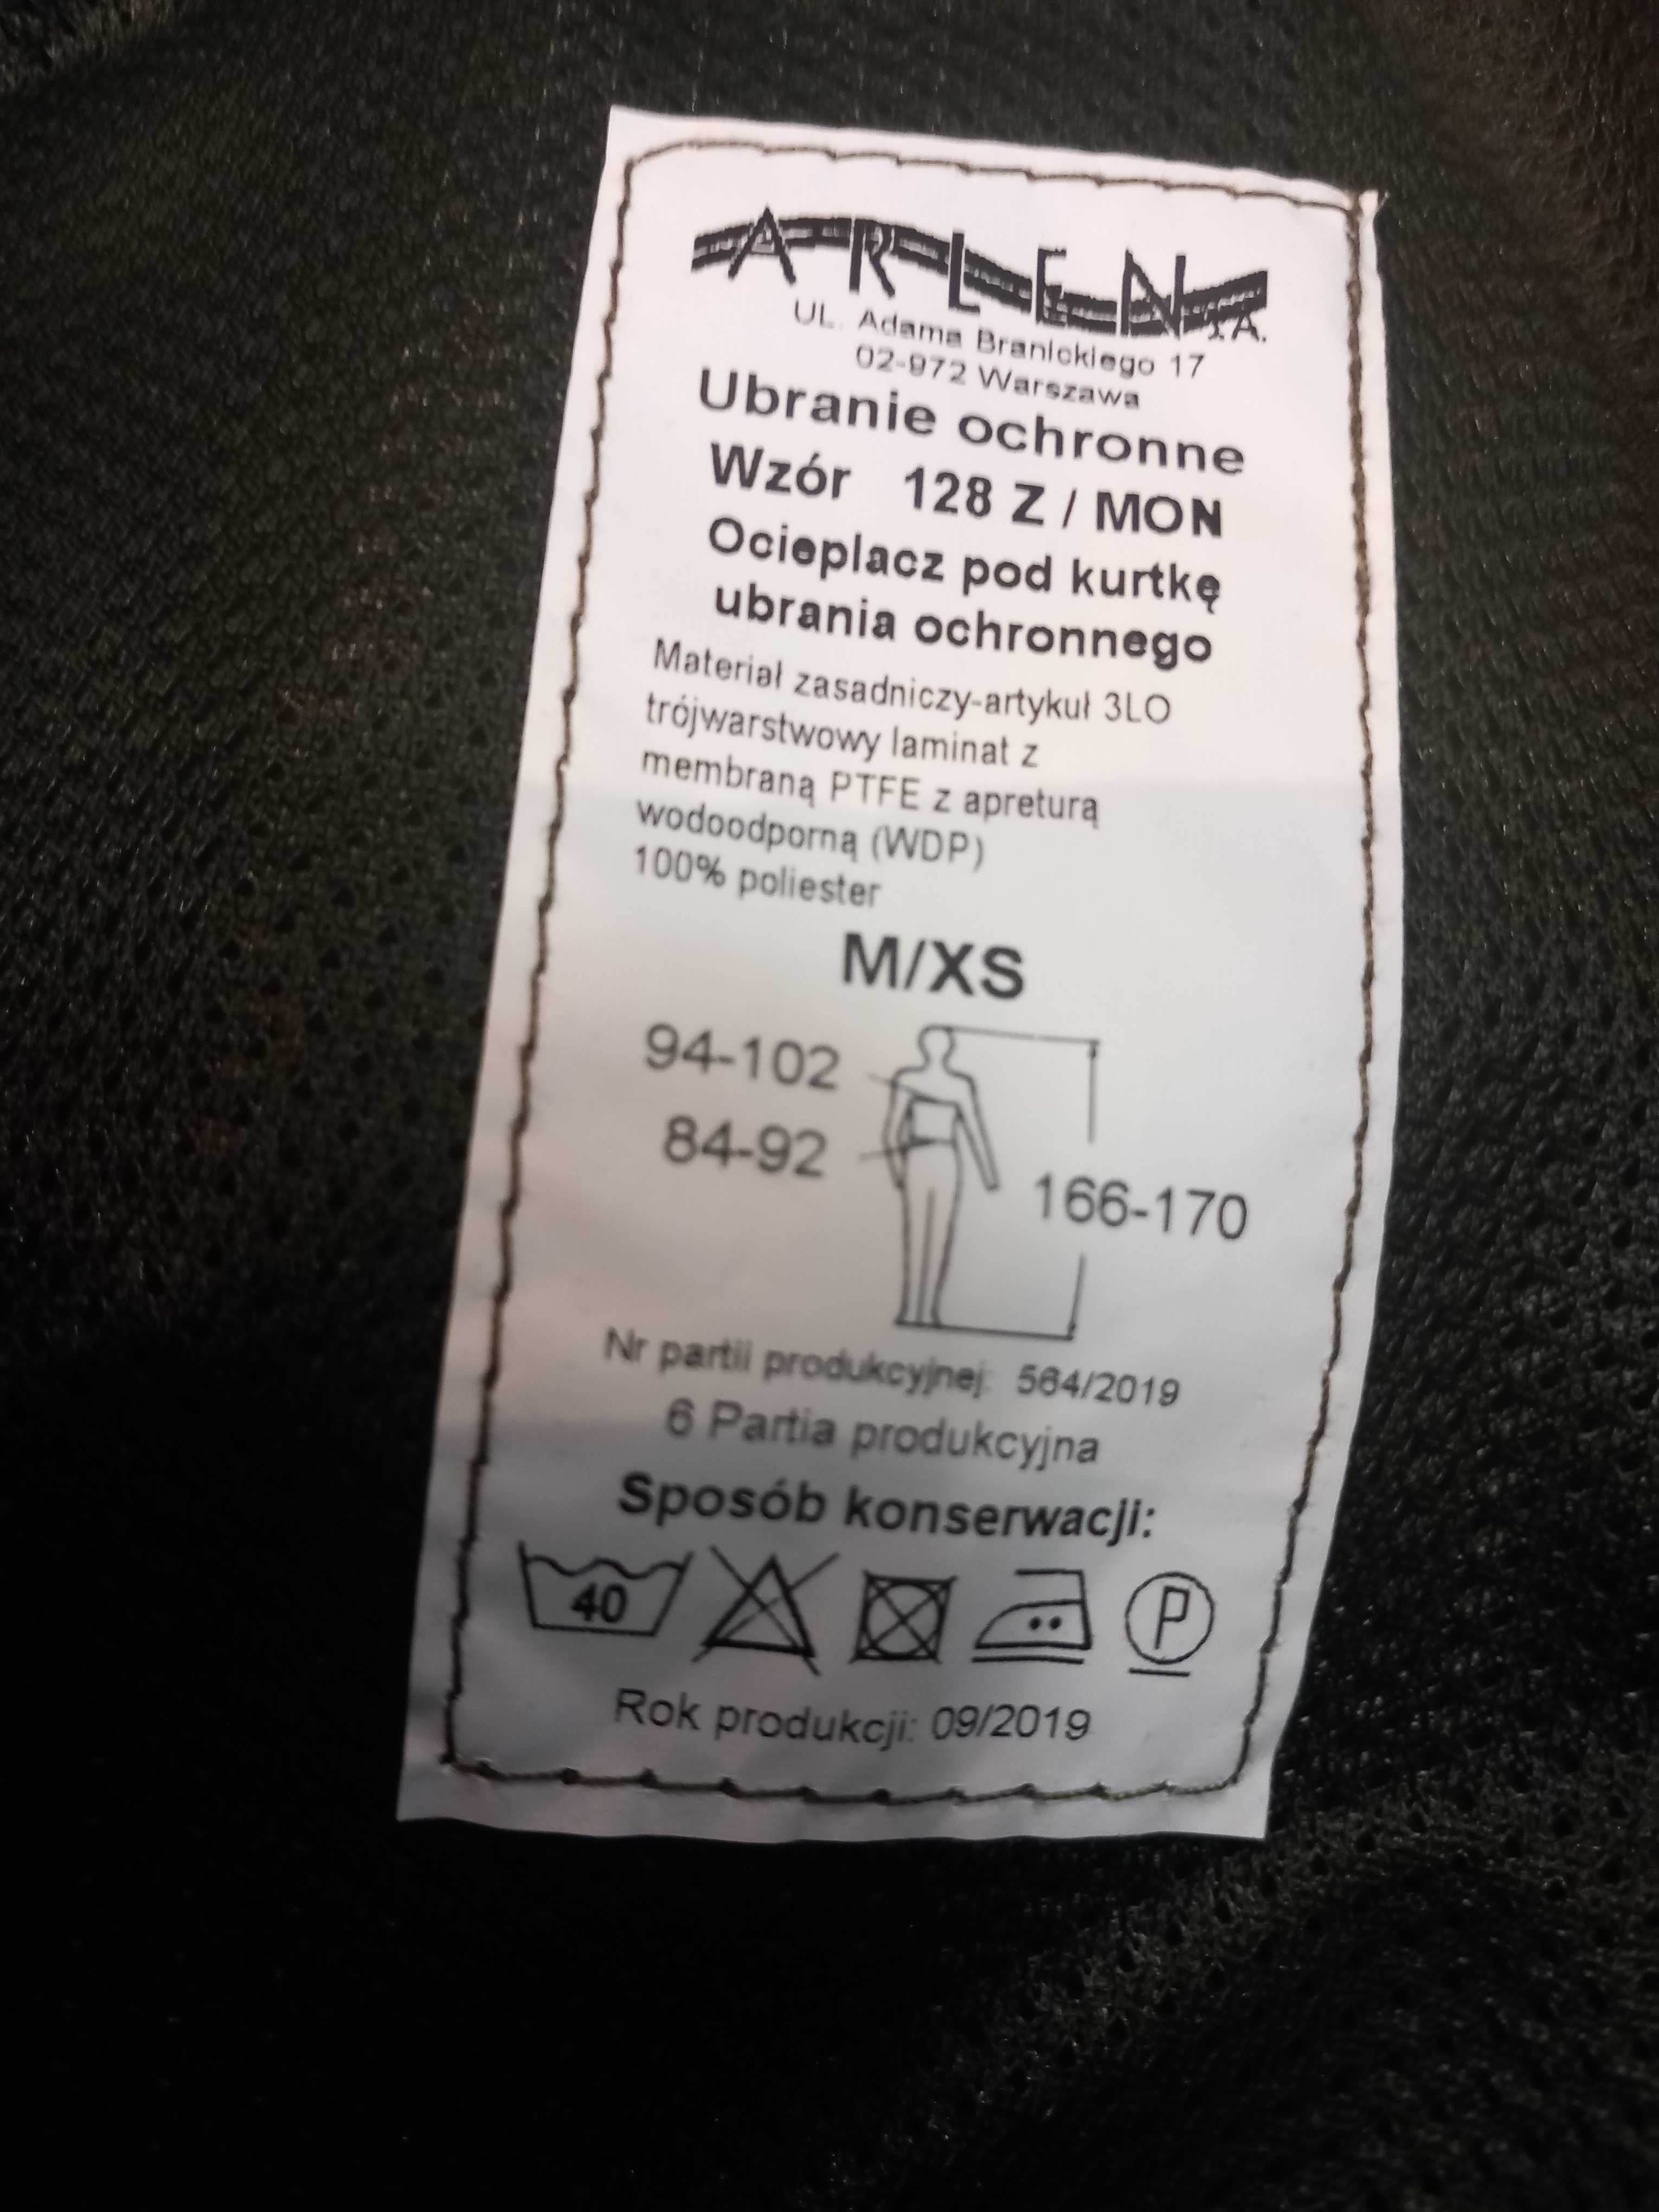 ARLEN S.A.
UL. Adama Branickiego 17
02-972 Warszawa
Ubranie ochronne
Wzór 128 Z / MON
Ocieplacz pod kurtkę
ubrania ochronnego
Materiał zasadniczy-artykuł 3LO
trójwarstwowy laminat z
membraną PTFE z apreturą
wodoodporną (WDP)
100% poliester
M/XS
94-102
84-92
166-170
Nr partii produkcyjnej: 564/2019
6 Partia produkcyjna
Sposób konserwacji:
40 P
Rok produkcji: 09/2019